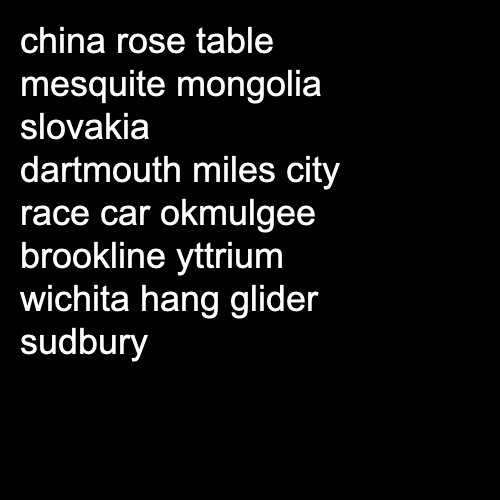 china rose table
mesquite mongolia
slovakia
dartmouth miles city
race car okmulgee
brookline yttrium
wichita hang glider
sudbury